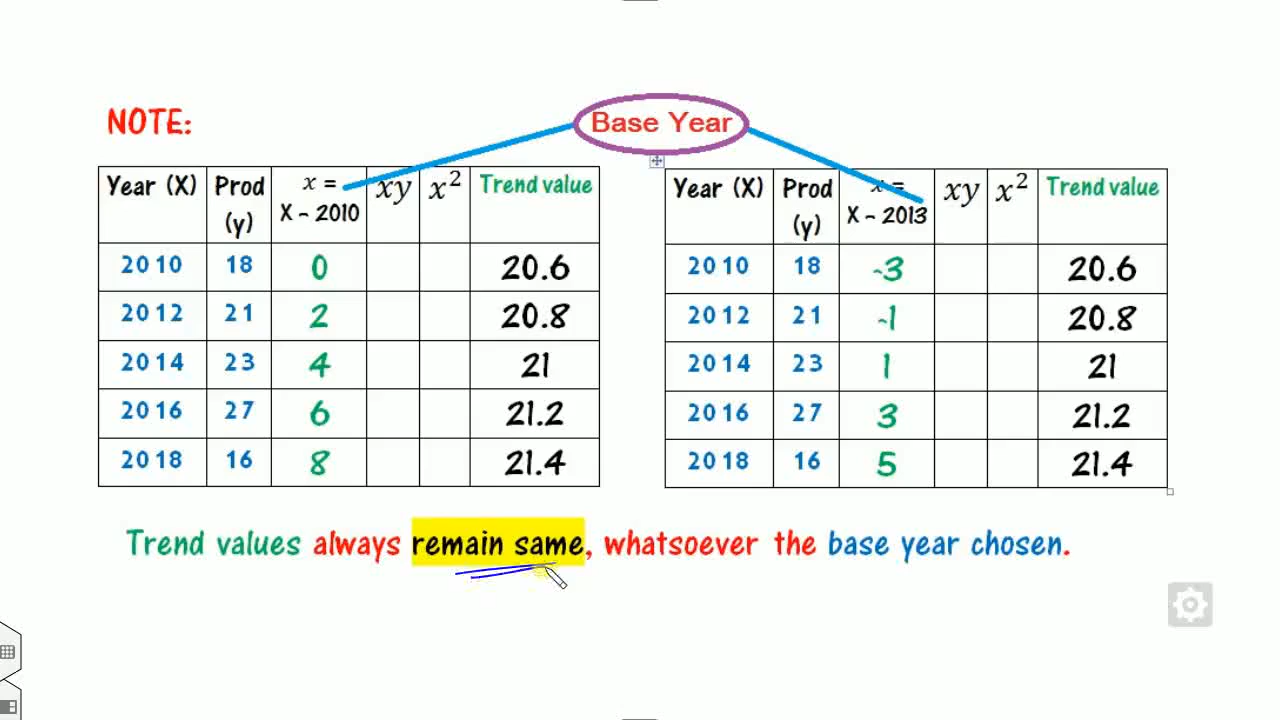 NOTE:
Base Year
Year (X) Prod (y) x = X - 2010 xy x² Trend value
2010 18 0 20.6
2012 21 2 20.8
2014 23 4 21
2016 27 6 21.2
2018 16 8 21.4
Year (X) Prod (y) x = X - 2013 xy x² Trend value
2010 18 -3 20.6
2012 21 -1 20.8
2014 23 1 21
2016 27 3 21.2
2018 16 5 21.4
Trend values always remain same, whatsoever the base year chosen.